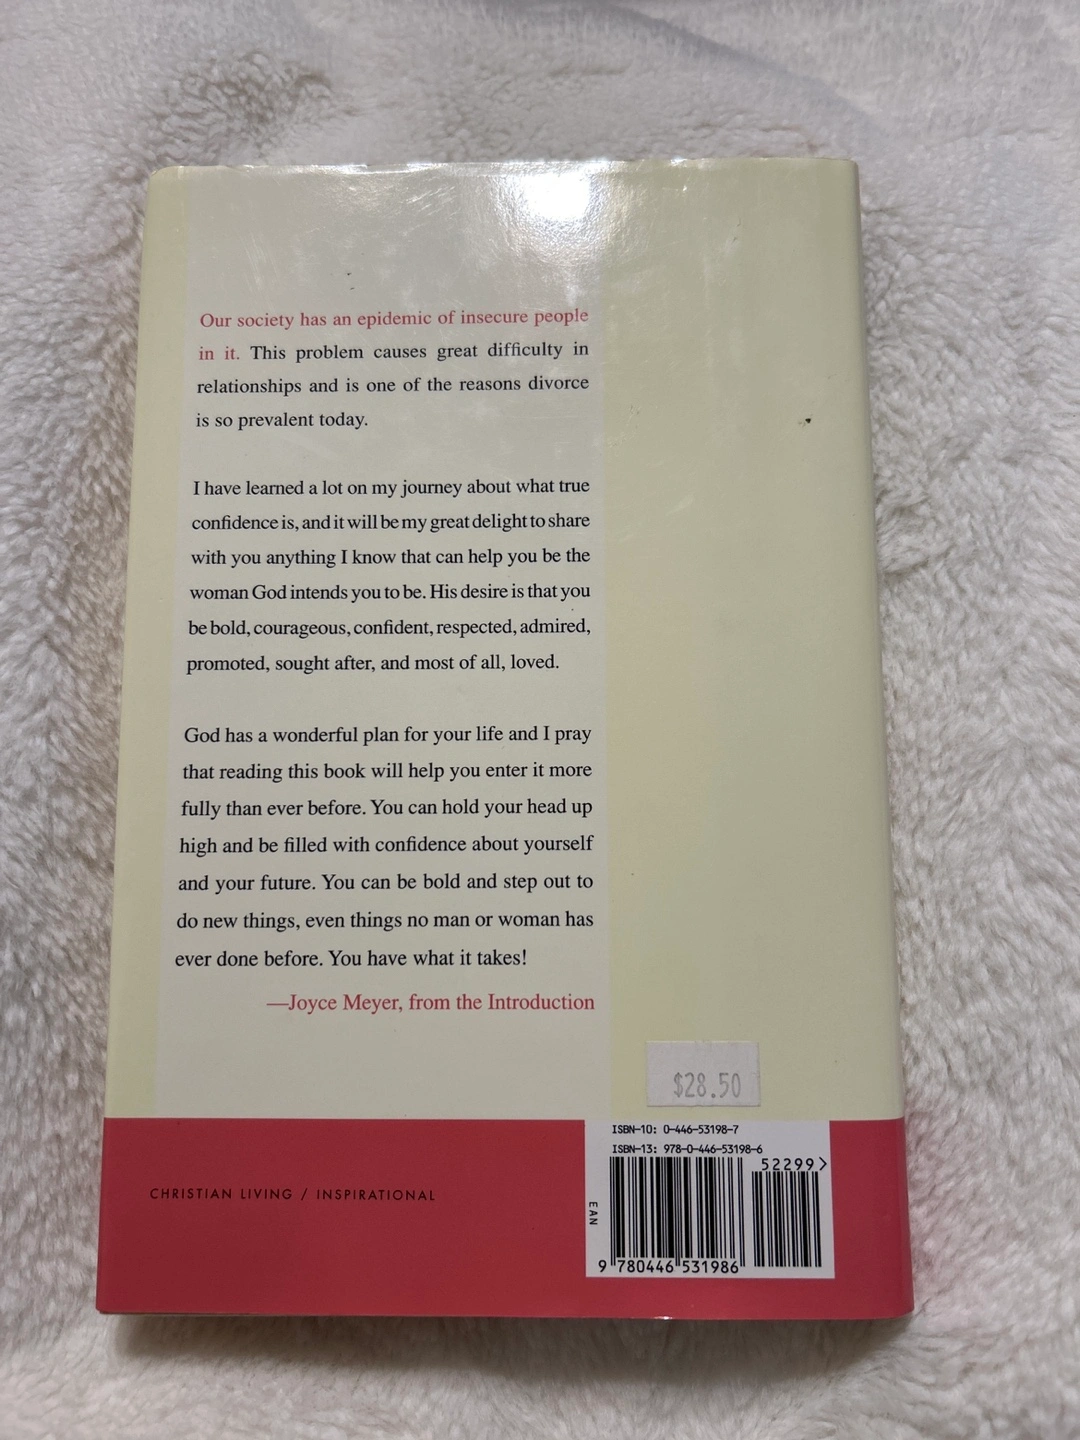 Our society has an epidemic of insecure people
in it. This problem causes great difficulty in
relationships and is one of the reasons divorce
is so prevalent today.
I have learned a lot on my journey about what true
confidence is, and it will be my great delight to share
with you anything I know that can help you be the
woman God intends you to be. His desire is that you
be bold, courageous, confident, respected, admired,
promoted, sought after, and most of all, loved.
God has a wonderful plan for your life and I pray
that reading this book will help you enter it more
fully than ever before. You can hold your head up
high and be filled with confidence about yourself
and your future. You can be bold and step out to
do new things, even things no man or woman has
ever done before. You have what it takes!
—Joyce Meyer, from the Introduction
$28.50
CHRISTIAN LIVING / INSPIRATIONAL
ISBN-10: 0-446-53198-7
ISBN-13: 978-0-446-53198-6
52299>
EAN
9 780446 531986